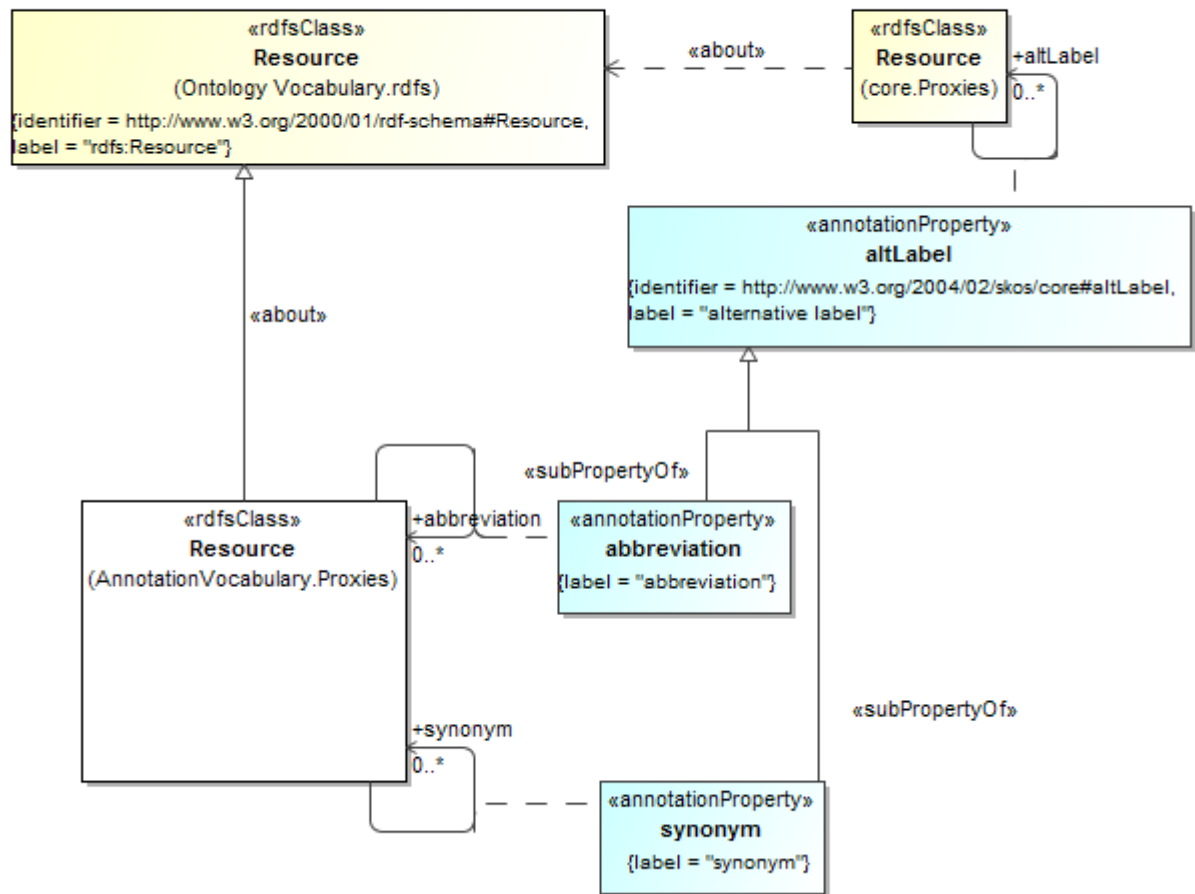 «rdfsClass»
Resource
(Ontology Vocabulary.rdfs)
{identifier = http://www.w3.org/2000/01/rdf-schema#Resource,
label = "rdfs:Resource"}
«about»
«rdfsClass»
Resource
(core.Proxies)
+altLabel
0..*
«annotationProperty»
altLabel
{identifier = http://www.w3.org/2004/02/skos/core#altLabel,
label = "alternative label"}
«about»
«subPropertyOf»
«rdfsClass»
Resource
(AnnotationVocabulary.Proxies)
+abbreviation
0..*
«annotationProperty»
abbreviation
{label = "abbreviation"}
«subPropertyOf»
+synonym
0..*
«annotationProperty»
synonym
{label = "synonym"}